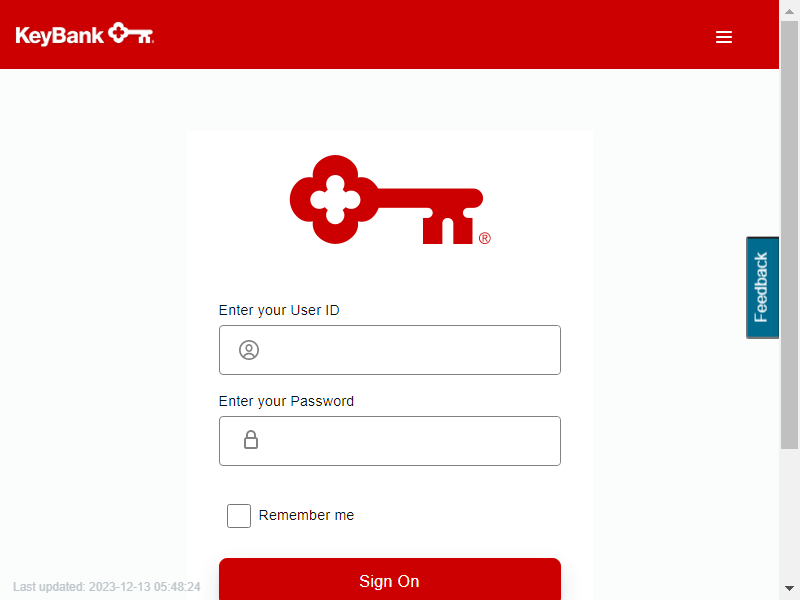 KeyBank
®
Feedback
Enter your User ID
Enter your Password
Remember me
Sign On
Last updated: 2023-12-13 05:48:24